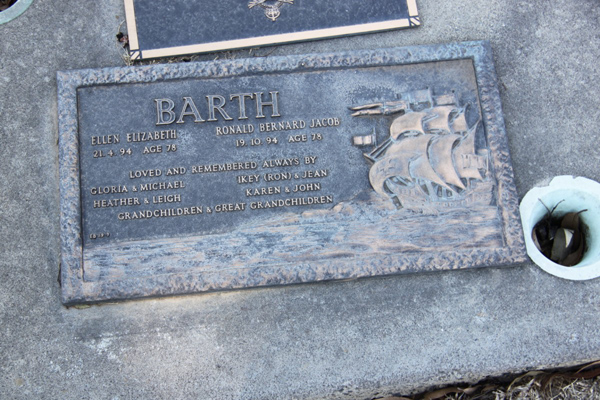 BARTH
ELLEN ELIZABETH RONALD BERNARD JACOB
21.4.94 AGE 78 19.10.94 AGE 78
LOVED AND REMEMBERED ALWAYS BY
GLORIA & MICHAEL IKEY (RON) & JEAN
HEATHER & LEIGH KAREN & JOHN
GRANDCHILDREN & GREAT GRANDCHILDREN